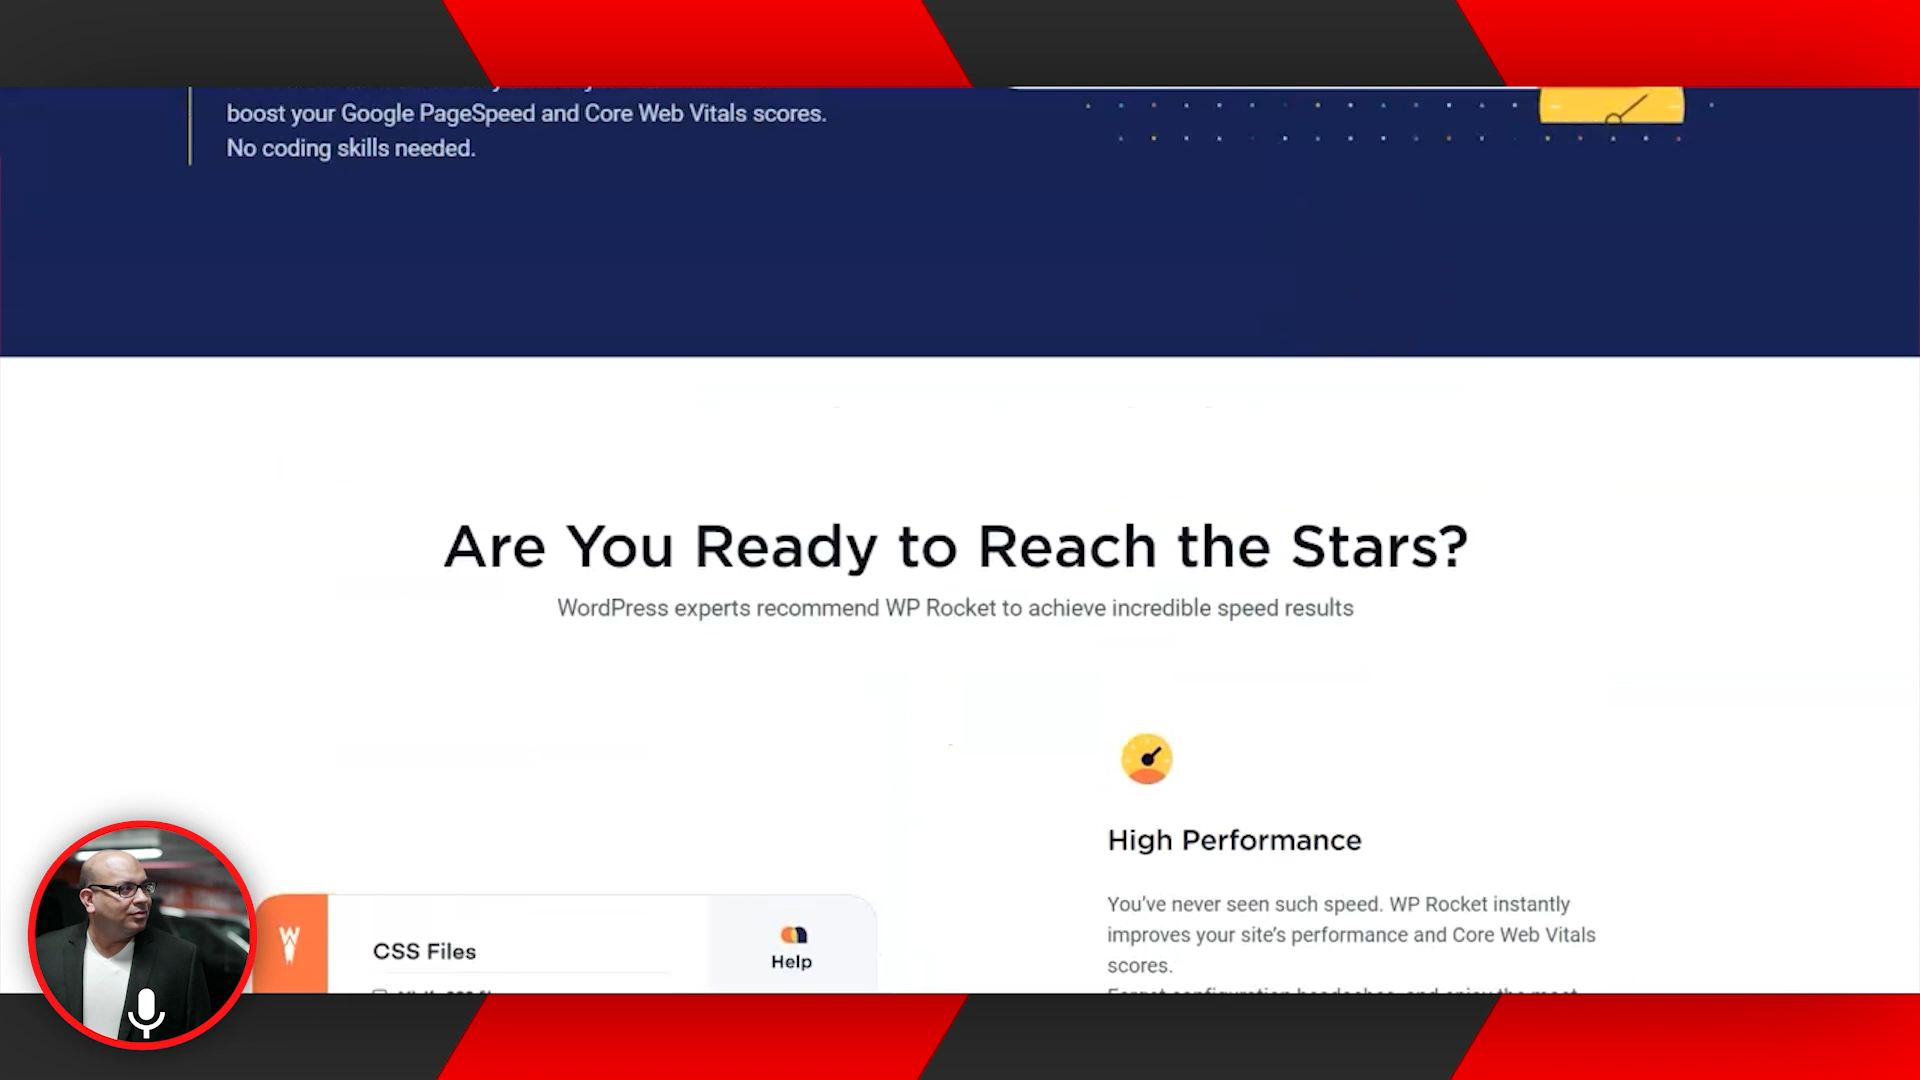 boost your Google PageSpeed and Core Web Vitals scores.
No coding skills needed.
Are You Ready to Reach the Stars?
WordPress experts recommend WP Rocket to achieve incredible speed results
High Performance
You’ve never seen such speed. WP Rocket instantly
improves your site’s performance and Core Web Vitals
scores.
CSS Files
Help